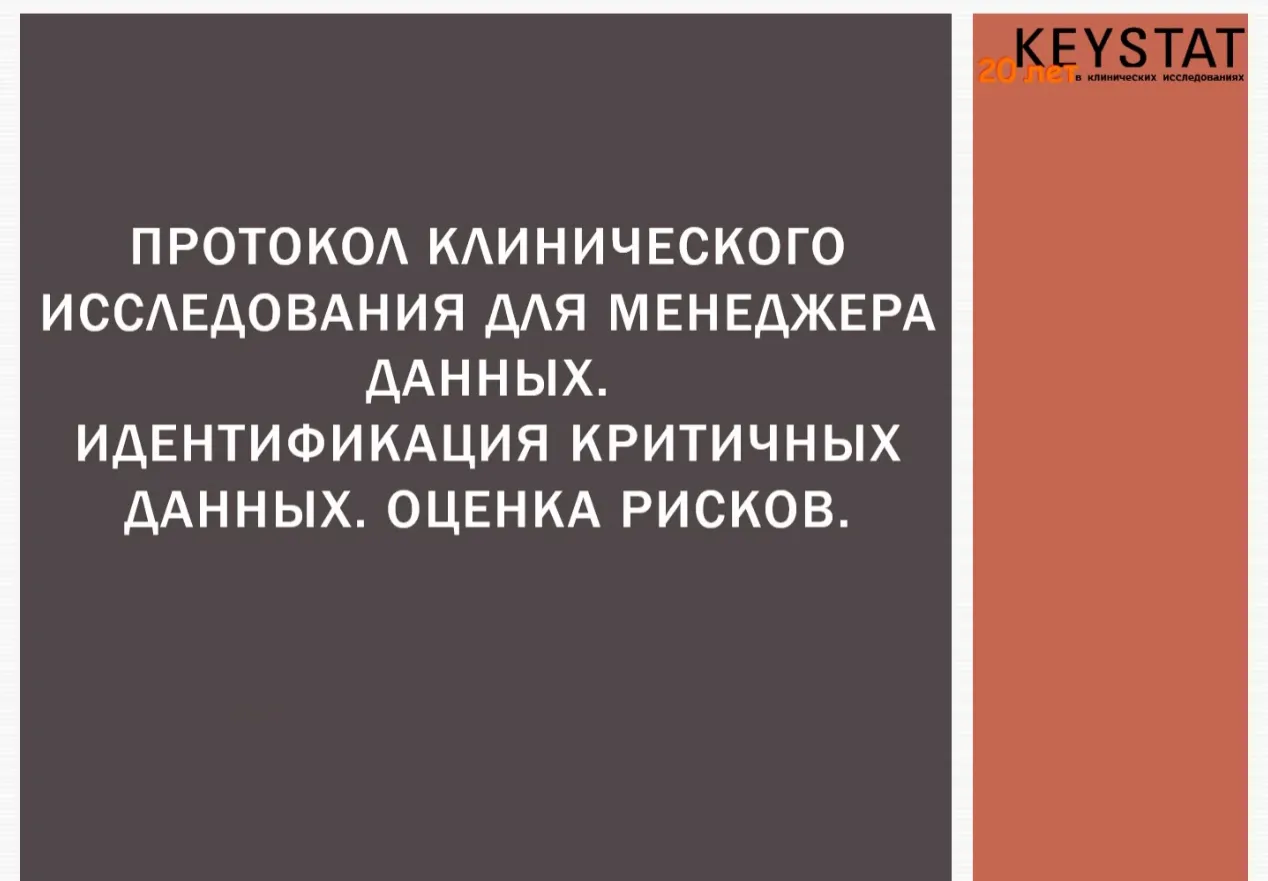 KEYSTAT
20 лет в клинических исследованиях
ПРОТОКОЛ КЛИНИЧЕСКОГО
ИССЛЕДОВАНИЯ ДЛЯ МЕНЕДЖЕРА
ДАННЫХ.
ИДЕНТИФИКАЦИЯ КРИТИЧНЫХ
ДАННЫХ. ОЦЕНКА РИСКОВ.